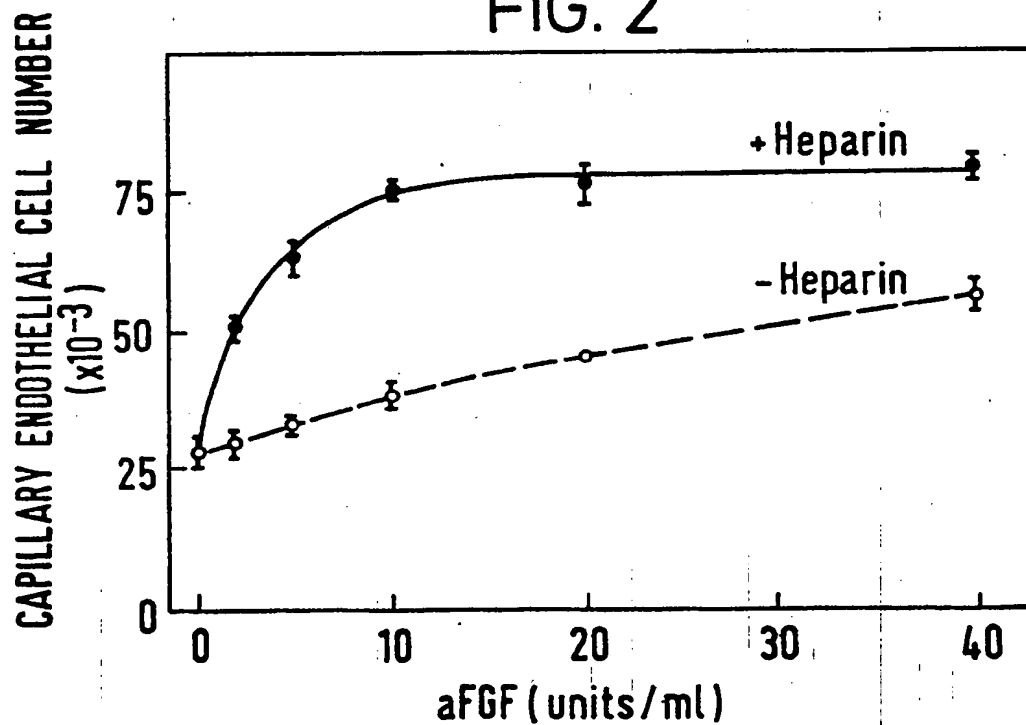 FIG. 2
CAPILLARY ENDOTHELIAL CELL NUMBER
(x10-3)
75
50
25
0
+Heparin
-Heparin
0 10 20 30 40
aFGF (units/ml)